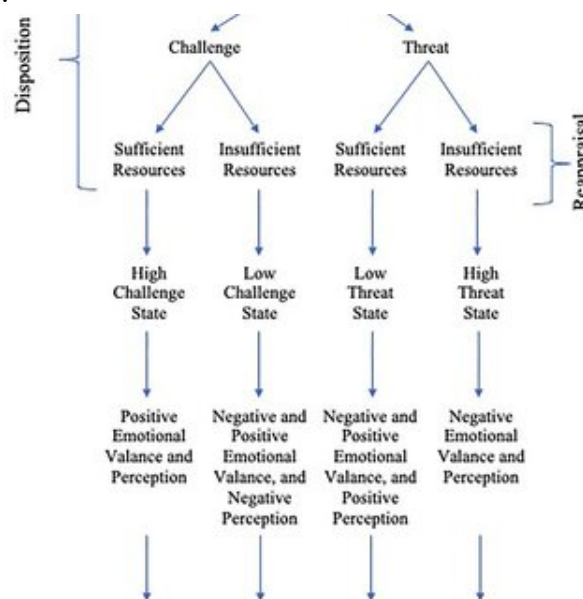 Disposition
Challenge
Threat
Sufficient
Resources
Insufficient
Resources
Sufficient
Resources
Insufficient
Resources
Reappraisal
High
Challenge
State
Low
Challenge
State
Low
Threat
State
High
Threat
State
Positive
Emotional
Valance and
Perception
Negative and
Positive
Emotional
Valance, and
Negative
Perception
Negative and
Positive
Emotional
Valance, and
Positive
Perception
Negative
Emotional
Valance and
Perception